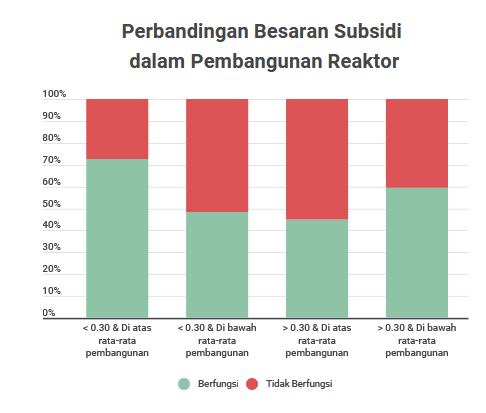 Perbandingan Besaran Subsidi
dalam Pembangunan Reaktor
100%
90%
80%
70%
60%
50%
40%
30%
20%
10%
0%
< 0.30 & Di atas
rata-rata
pembangunan
< 0.30 & Di bawah
rata-rata
pembangunan
> 0.30 & Di atas
rata-rata
pembangunan
> 0.30 & Di bawah
rata-rata
pembangunan
Berfungsi
Tidak Berfungsi